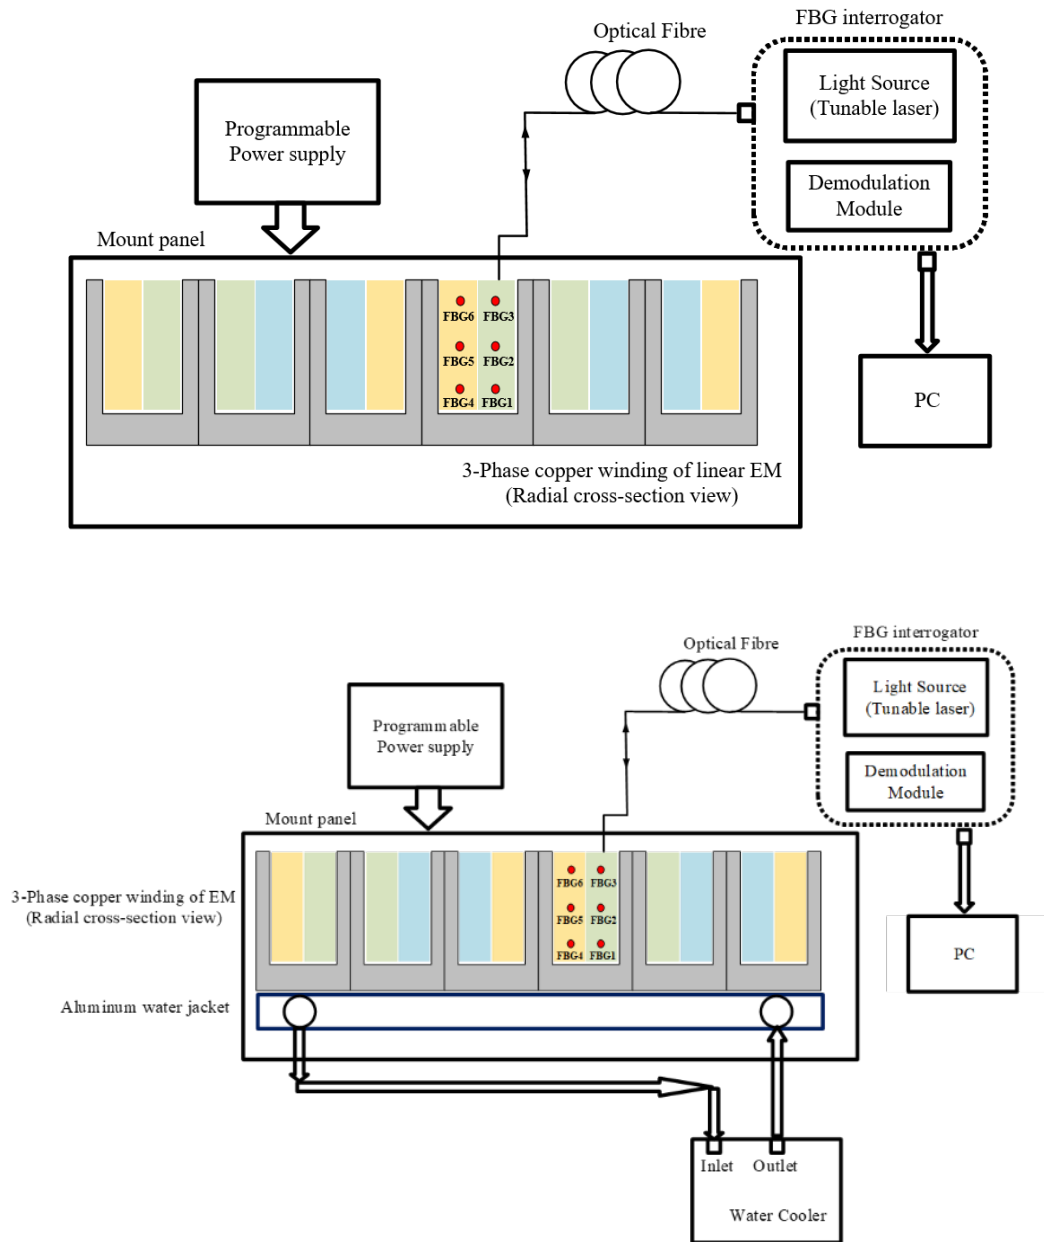 FBG interrogator
Optical Fibre
Light Source
(Tunable laser)
Programmable
Power supply
Demodulation
Module
Mount panel
FBG6 FBG3
FBG5 FBG2
FBG4 FBG1
PC
3-Phase copper winding of linear EM
(Radial cross-section view)
FBG interrogator
Optical Fibre
Light Source
(Tunable laser)
Programmable
Power supply
Demodulation
Module
Mount panel
FBG6 FBG3
3-Phase copper winding of EM
(Radial cross-section view)
FBG5 FBG2
FBG4 FBG1
PC
Aluminum water jacket
Inlet Outlet
Water Cooler